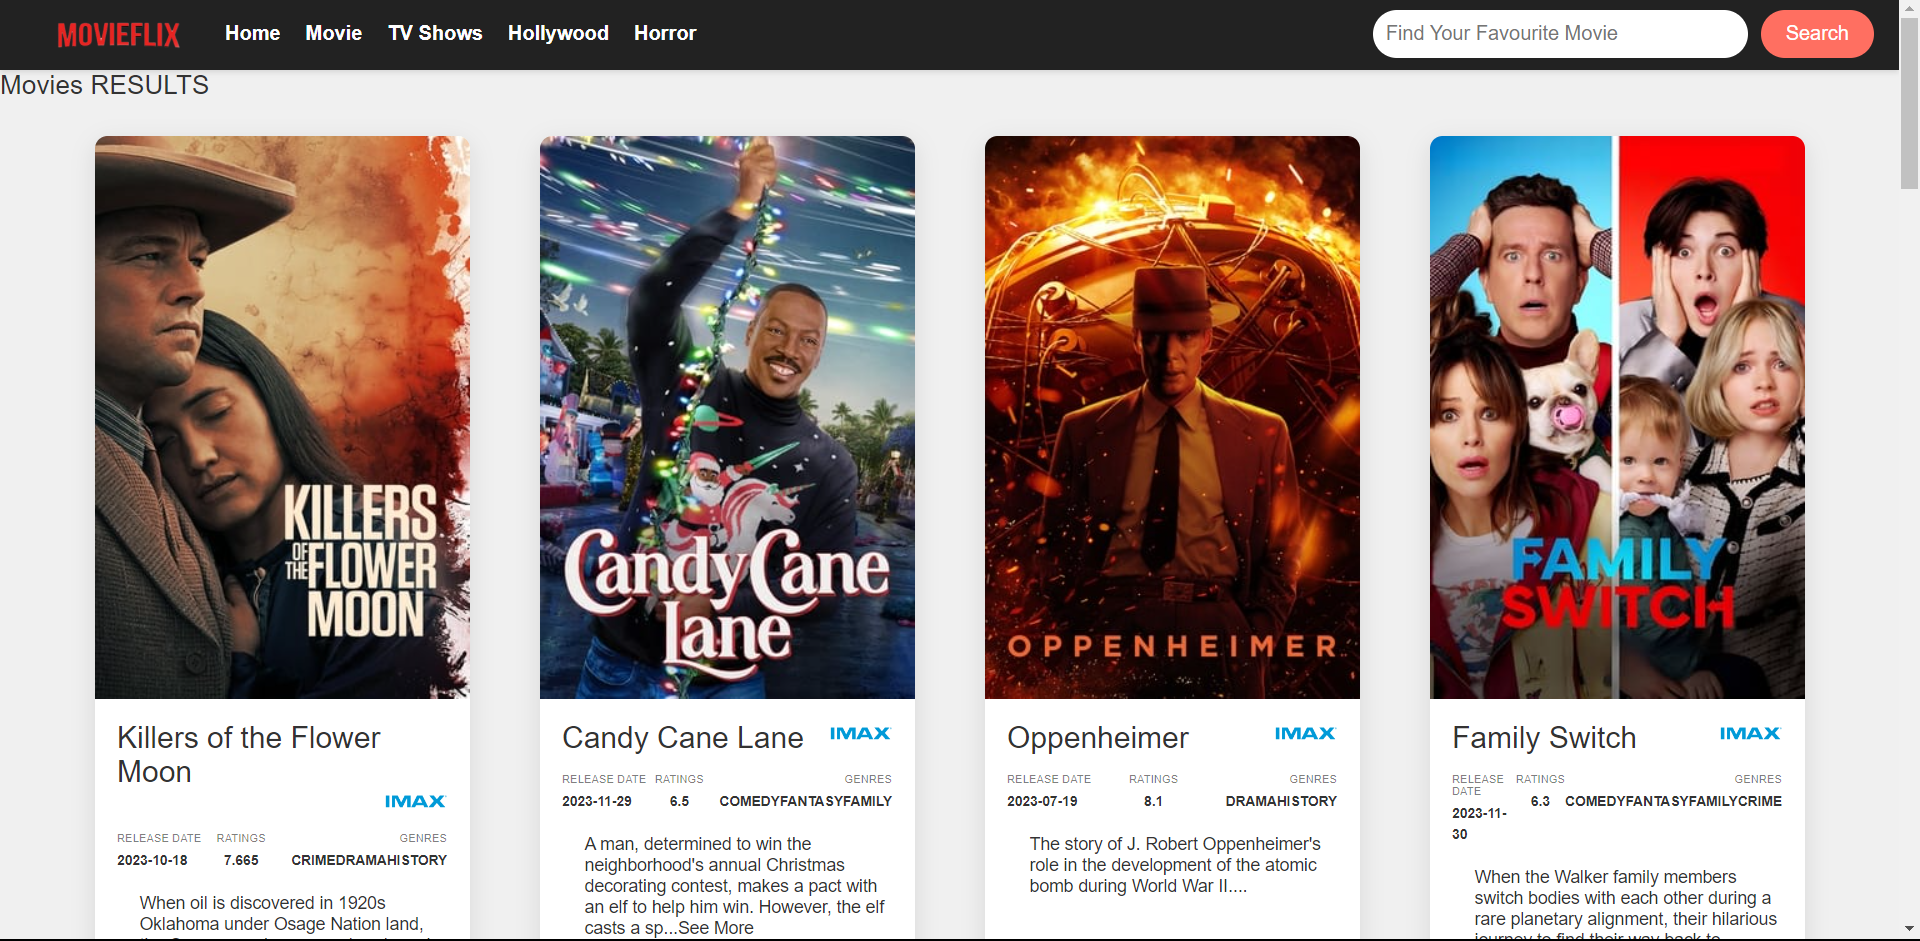 MOVIEFLIX Home Movie TV Shows Hollywood Horror Find Your Favourite Movie Search
Movies RESULTS
KILLERS
OF
THE FLOWER
MOON
Killers of the Flower
Moon
IMAX
RELEASE DATE RATINGS GENRES
2023-10-18 7.665 CRIMEDRAMAHISTORY
When oil is discovered in 1920s
Oklahoma under Osage Nation land,
Candy Cane
Lane
Candy Cane Lane IMAX
RELEASE DATE RATINGS GENRES
2023-11-29 6.5 COMEDYFANTASYFAMILY
A man, determined to win the
neighborhood's annual Christmas
decorating contest, makes a pact with
an elf to help him win. However, the elf
casts a sp...See More
OPPENHEIMER
Oppenheimer IMAX
RELEASE DATE RATINGS GENRES
2023-07-19 8.1 DRAMAHISTORY
The story of J. Robert Oppenheimer's
role in the development of the atomic
bomb during World War II....
FAMILY
SWITCH
Family Switch IMAX
RELEASE RATINGS GENRES
DATE
2023-11- 6.3 COMEDYFANTASYFAMILYCRIME
30
When the Walker family members
switch bodies with each other during a
rare planetary alignment, their hilarious
journey to find their way back to